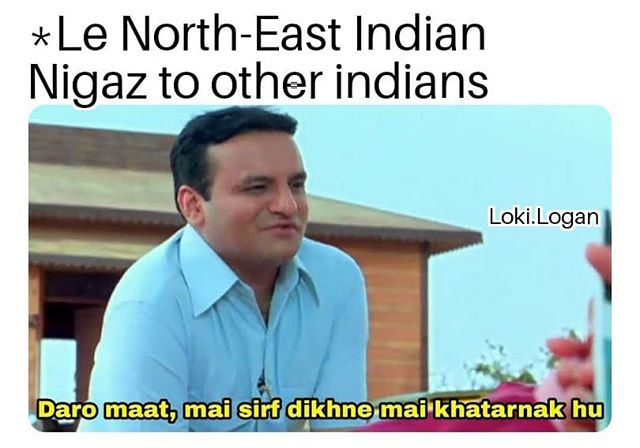 *Le North-East Indian
Nigaz to other indians
Loki.Logan
Daro maat, mai sirf dikhne mai khatarnak hu